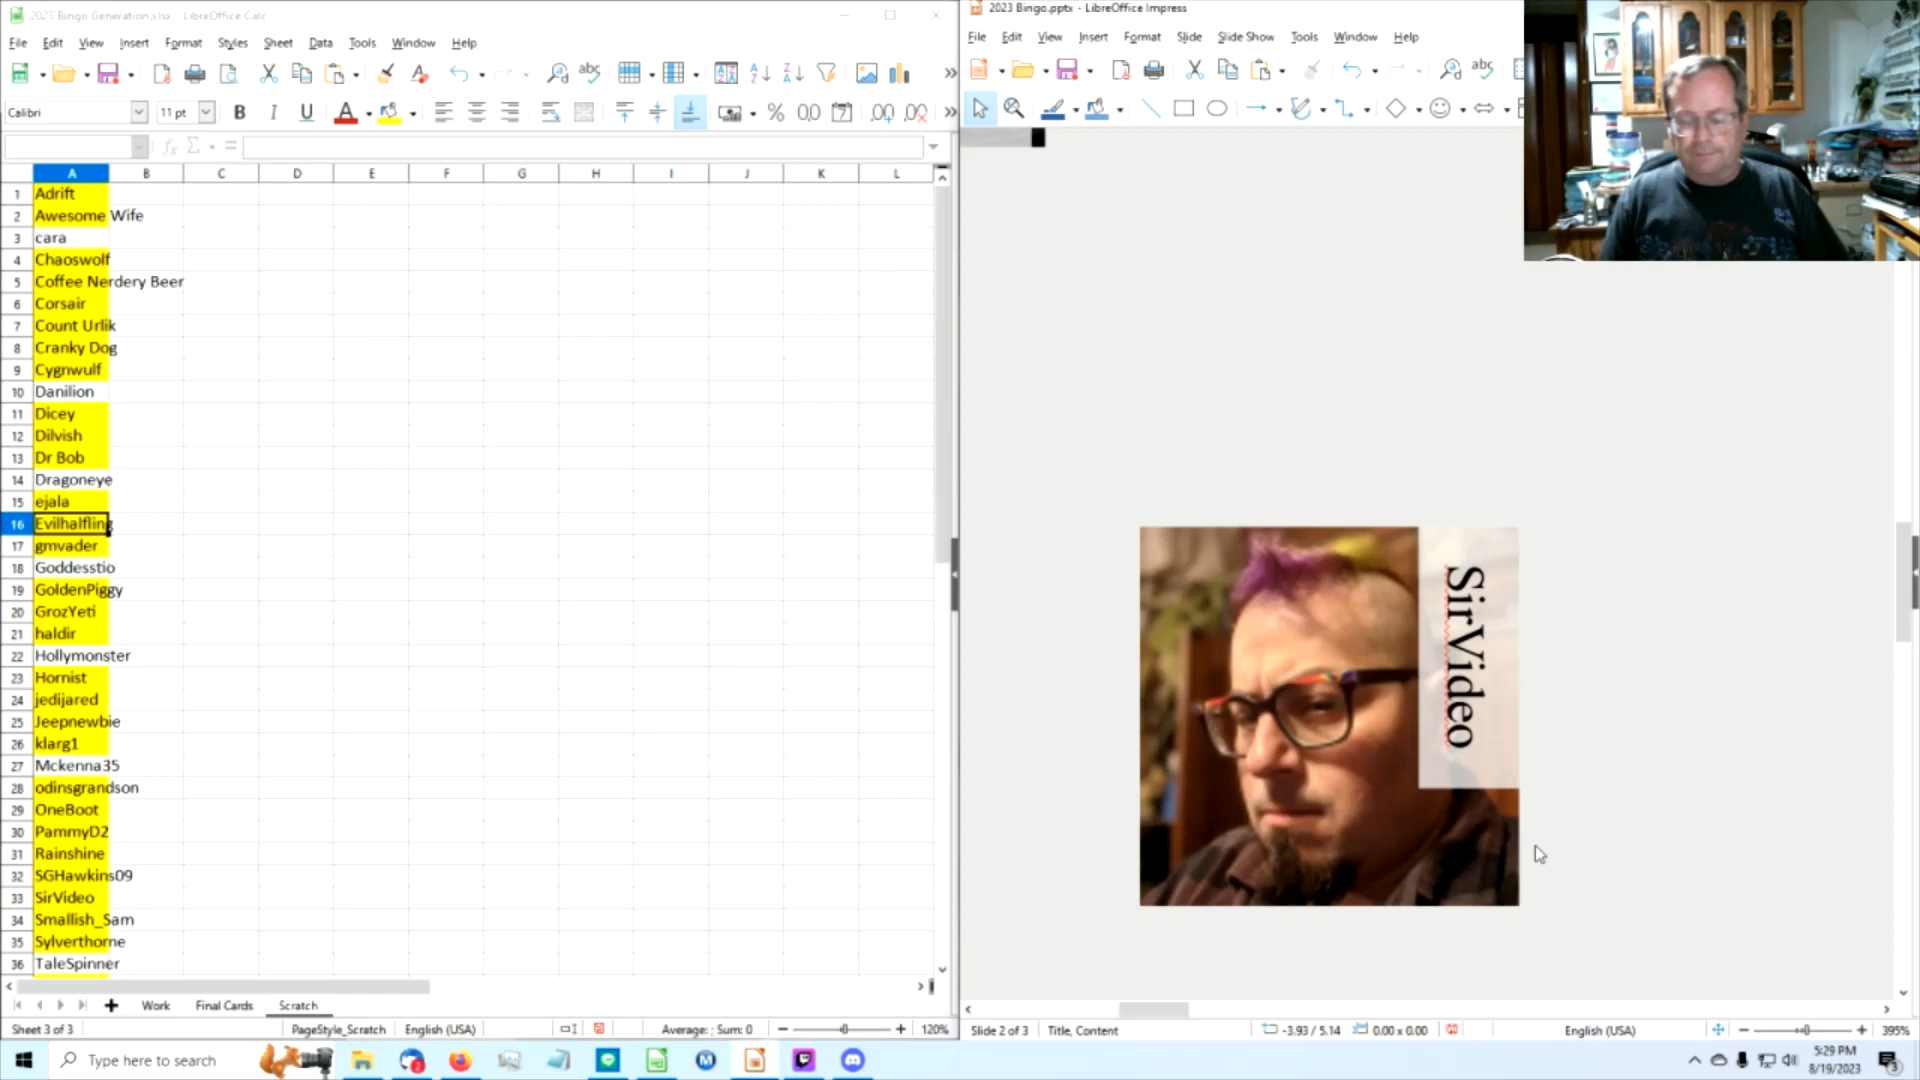 2023 Bingo Generation.xlsx - LibreOffice Calc
File Edit View Insert Format Styles Sheet Data Tools Window Help
Calibri
11 pt
A B C D E F G H I J K L
1 Adrift
2 Awesome Wife
3 cara
4 Chaoswolf
5 Coffee Nerdery Beer
6 Corsair
7 Count Urlik
8 Cranky Dog
9 Cygnwulf
10 Danilion
11 Dicey
12 Dilvish
13 Dr Bob
14 Dragoneye
15 ejala
16 Evilhalfling
17 gmvader
18 Goddesstio
19 GoldenPiggy
20 GrozYeti
21 haldir
22 Hollymonster
23 Hornist
24 jedijared
25 Jeepnewbie
26 klarg1
27 Mckenna35
28 odinsgrandson
29 OneBoot
30 PammyD2
31 Rainshine
32 SGHawkins09
33 SirVideo
34 Smallish_Sam
35 Sylverthorne
36 TaleSpinner
Work Final Cards Scratch
Sheet 3 of 3 PageStyle_Scratch English (USA) Average: ; Sum: 0 120%
2023 Bingo.pptx - LibreOffice Impress
File Edit View Insert Format Slide Slide Show Tools Window Help
SirVideo
Slide 2 of 3 Title, Content -3.93 / 5.14 0.00 x 0.00 English (USA) 395%
Type here to search
5:29 PM
8/19/2023